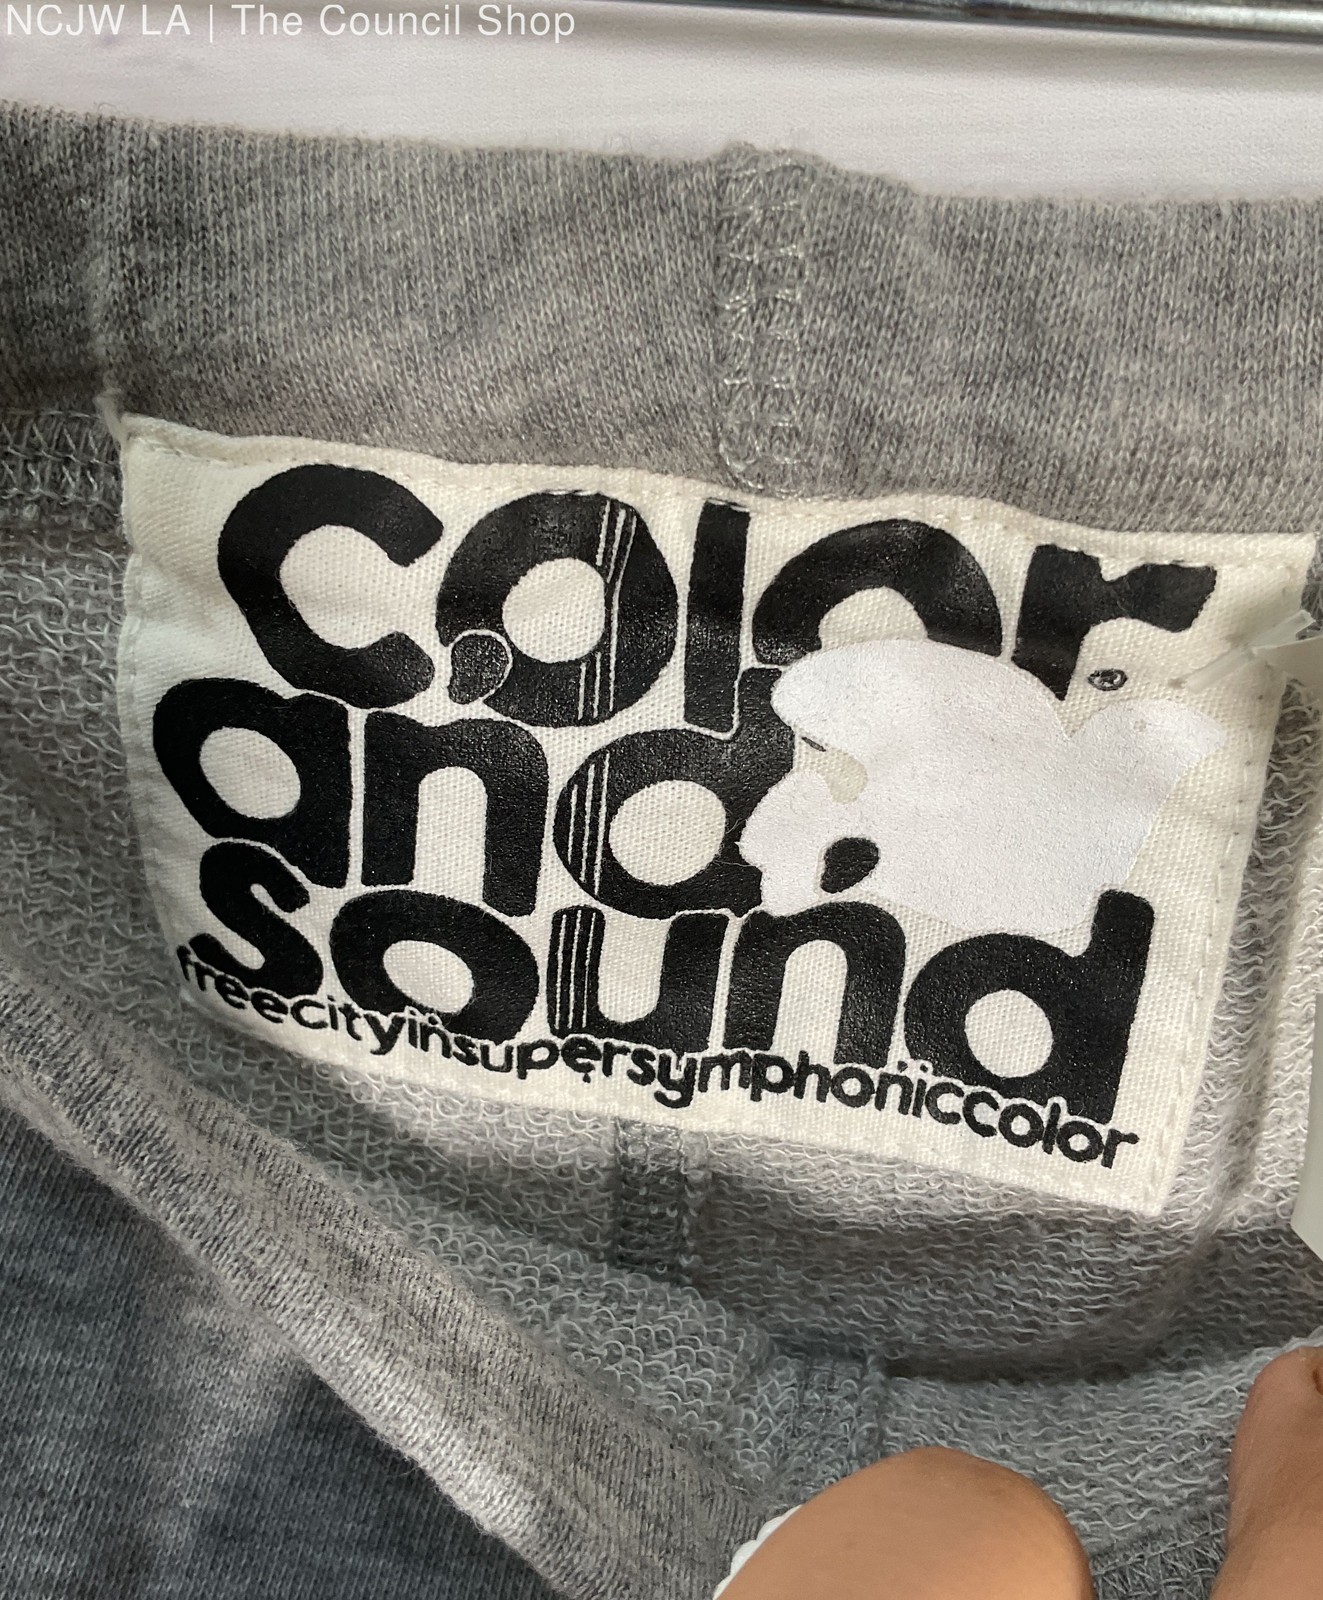 NCJW LA | The Council Shop
color
®
and
sound
freecityinsupersymphoniccolor